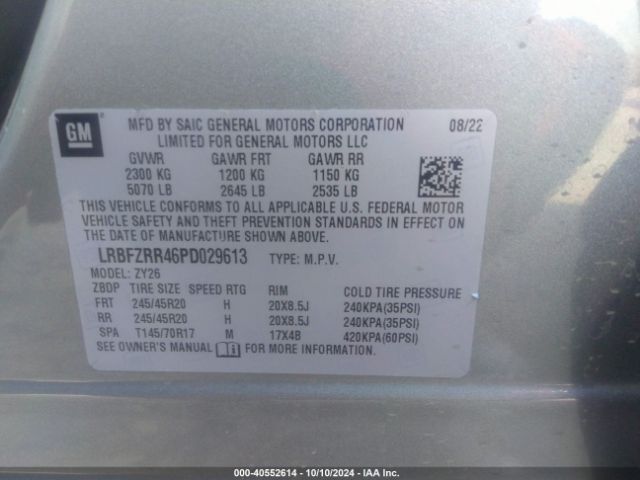 GM
MFD BY SAIC GENERAL MOTORS CORPORATION 08/22
LIMITED FOR GENERAL MOTORS LLC
GVWR GAWR FRT GAWR RR
2300 KG 1200 KG 1150 KG
5070 LB 2645 LB 2535 LB
THIS VEHICLE CONFORMS TO ALL APPLICABLE U.S. FEDERAL MOTOR
VEHICLE SAFETY AND THEFT PREVENTION STANDARDS IN EFFECT ON
THE DATE OF MANUFACTURE SHOWN ABOVE.
LRBFZRR46PD029613 TYPE: M.P.V.
MODEL: ZY26
ZBDP TIRE SIZE SPEED RTG RIM COLD TIRE PRESSURE
FRT 245/45R20 H 20X8.5J 240KPA(35PSI)
RR 245/45R20 H 20X8.5J 240KPA(35PSI)
SPA T145/70R17 M 17X4B 420KPA(60PSI)
SEE OWNER'S MANUAL FOR MORE INFORMATION.
000-40552614 - 10/10/2024 - IAA Inc.